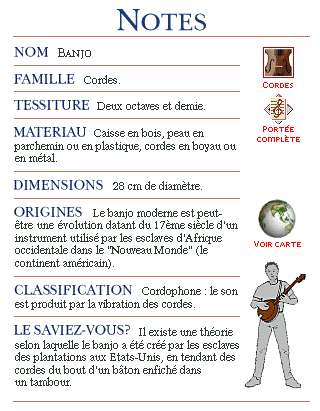 NOTES
NOM BANJO
FAMILLE Cordes.
CORDES
TESSITURE Deux octaves et demie.
PORTÉE
COMPLÈTE
MATERIAU Caisse en bois, peau en
parchemin ou en plastique, cordes en boyau ou
en métal.
DIMENSIONS 28 cm de diamètre.
ORIGINES Le banjo moderne est peut-
être une évolution datant du 17ème siècle d'un
instrument utilisé par les esclaves d'Afrique
occidentale dans le "Nouveau Monde" (le
continent américain).
VOIR CARTE
CLASSIFICATION Cordophone : le son
est produit par la vibration des cordes.
LE SAVIEZ-VOUS? Il existe une théorie
selon laquelle le banjo a été créé par les esclaves
des plantations aux Etats-Unis, en tendant des
cordes du bout d'un bâton enfiché dans
un tambour.